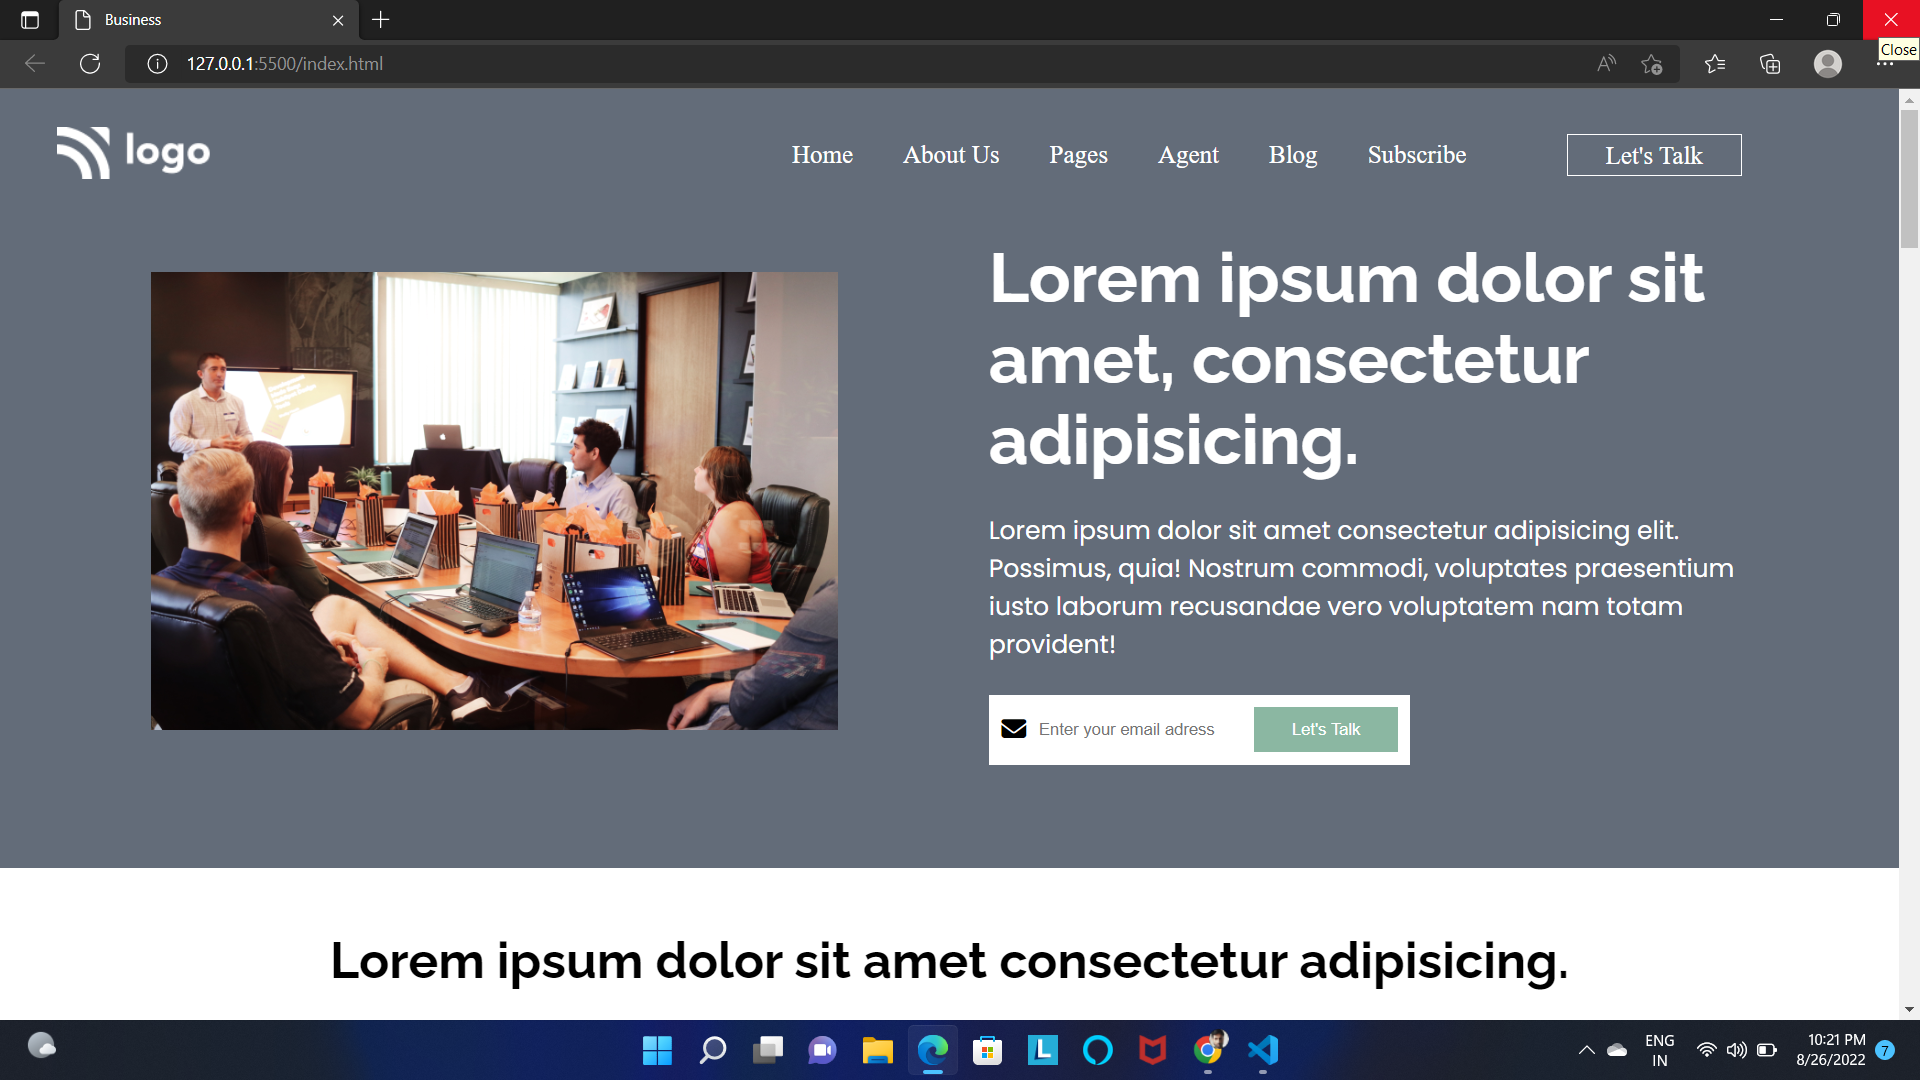 Business
127.0.0.1:5500/index.html
Close
logo
Home About Us Pages Agent Blog Subscribe Let's Talk
Lorem ipsum dolor sit
amet, consectetur
adipisicing.
Lorem ipsum dolor sit amet consectetur adipisicing elit.
Possimus, quia! Nostrum commodi, voluptates praesentium
iusto laborum recusandae vero voluptatem nam totam
provident!
Enter your email adress Let's Talk
Lorem ipsum dolor sit amet consectetur adipisicing.
L
ENG
IN
10:21 PM
8/26/2022
7